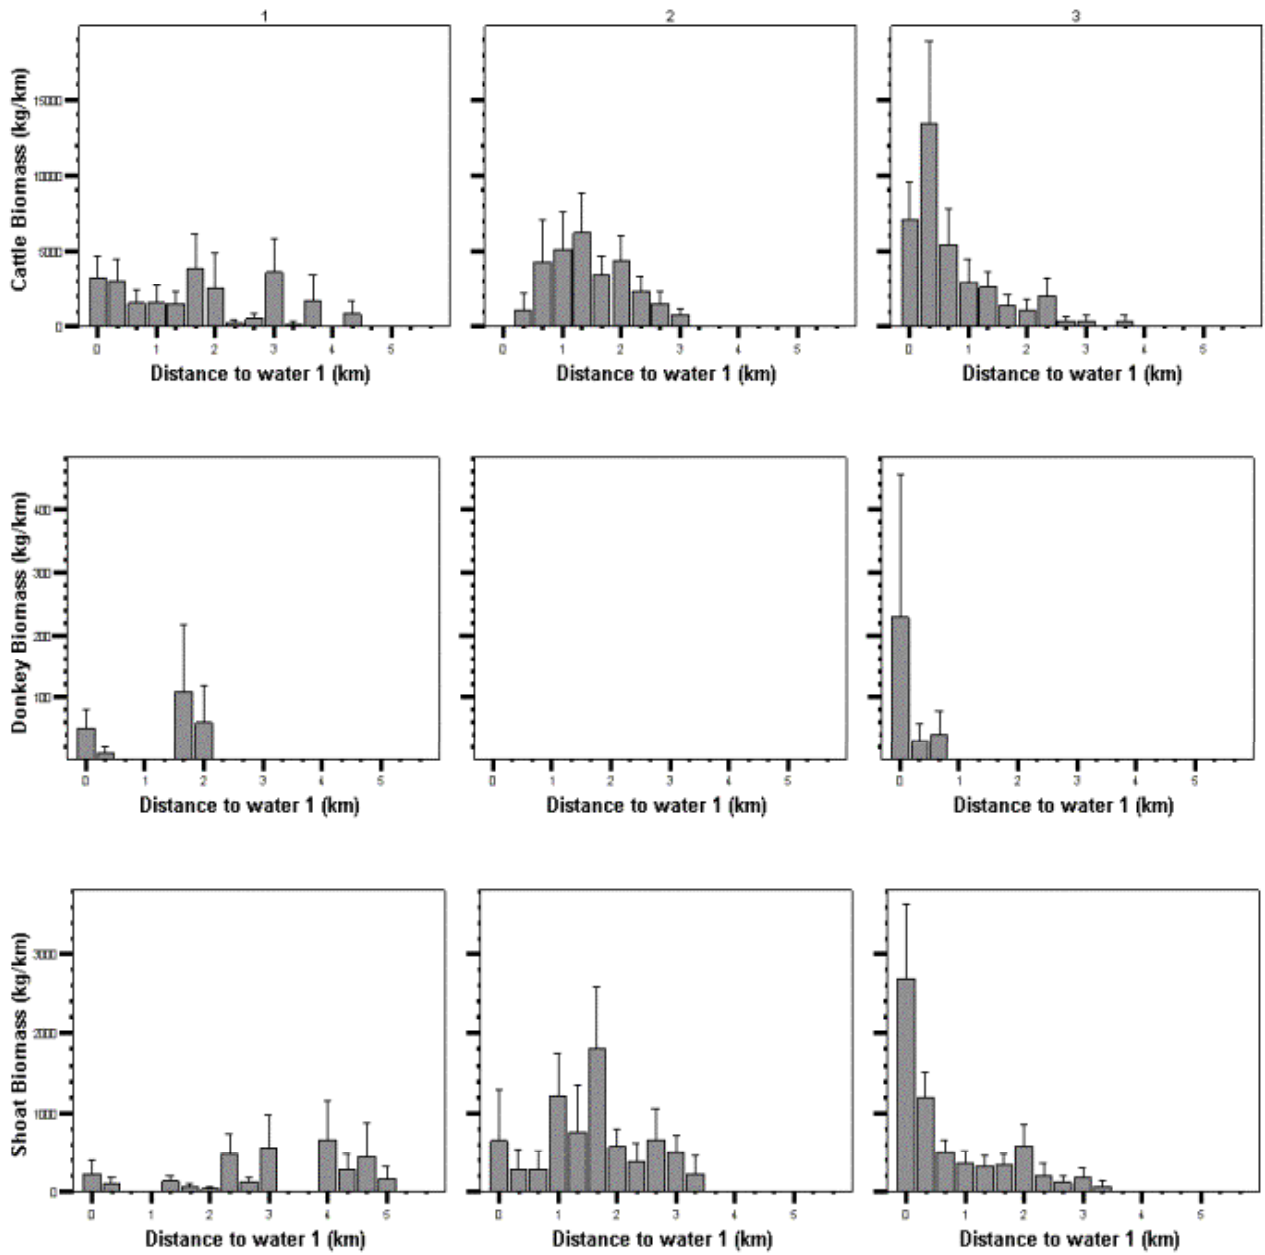 1 2 3
Cattle Biomass (kg/km)
15000
10000
5000
0
0 1 2 3 4 5
0 1 2 3 4 5
0 1 2 3 4 5
Distance to water 1 (km)
Distance to water 1 (km)
Distance to water 1 (km)
Donkey Biomass (kg/km)
400
300
200
100
0 1 2 3 4 5
0 1 2 3 4 5
0 1 2 3 4 5
Distance to water 1 (km)
Distance to water 1 (km)
Distance to water 1 (km)
Shoat Biomass (kg/km)
3000
2000
1000
0
0 1 2 3 4 5
0 1 2 3 4 5
0 1 2 3 4 5
Distance to water 1 (km)
Distance to water 1 (km)
Distance to water 1 (km)